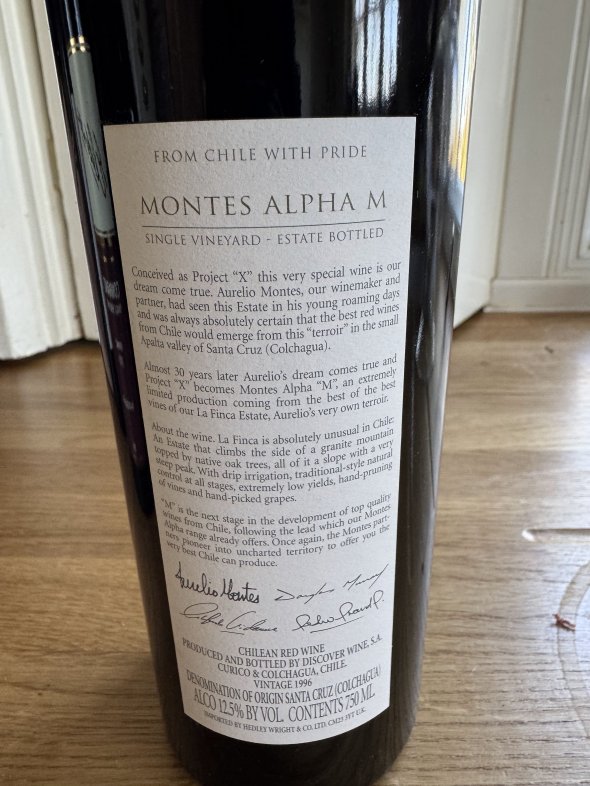 FROM CHILE WITH PRIDE
MONTES ALPHA M
SINGLE VINEYARD - ESTATE BOTTLED
Conceived as Project "X" this very special wine is our
dream come true. Aurelio Montes, our winemaker and
partner, had seen this Estate in his young roaming days
and was always absolutely certain that the best red wines
from Chile would emerge from this "terroir" in the small
Apalta valley of Santa Cruz (Colchagua).
Almost 30 years later Aurelio's dream comes true and
Project "X" becomes Montes Alpha "M", an extremely
limited production coming from the best of the best
vines of our La Finca Estate, Aurelio's very own terroir.
About the wine. La Finca is absolutely unusual in Chile:
An Estate that climbs the side of a granite mountain
topped by native oak trees, all of it a slope with a very
steep peak. With drip irrigation, traditional-style natural
control at all stages, extremely low yields, hand-pruning
of vines and hand-picked grapes.
"M" is the next stage in the development of top quality
wines from Chile, following the lead which our Montes
Alpha range already offers. Once again, the Montes part-
ners pioneer into uncharted territory to offer you the
very best Chile can produce.
Aurelio Montes
CHILEAN RED WINE
PRODUCED AND BOTTLED BY DISCOVER WINE, S.A.
CURICO & COLCHAGUA, CHILE.
VINTAGE 1996
DENOMINATION OF ORIGIN SANTA CRUZ (COLCHAGUA)
ALCO 12.5% BY VOL. CONTENTS 750 ML.
IMPORTED BY HEDLEY WRIGHT & CO. LTD. CM23 3YT U.K.